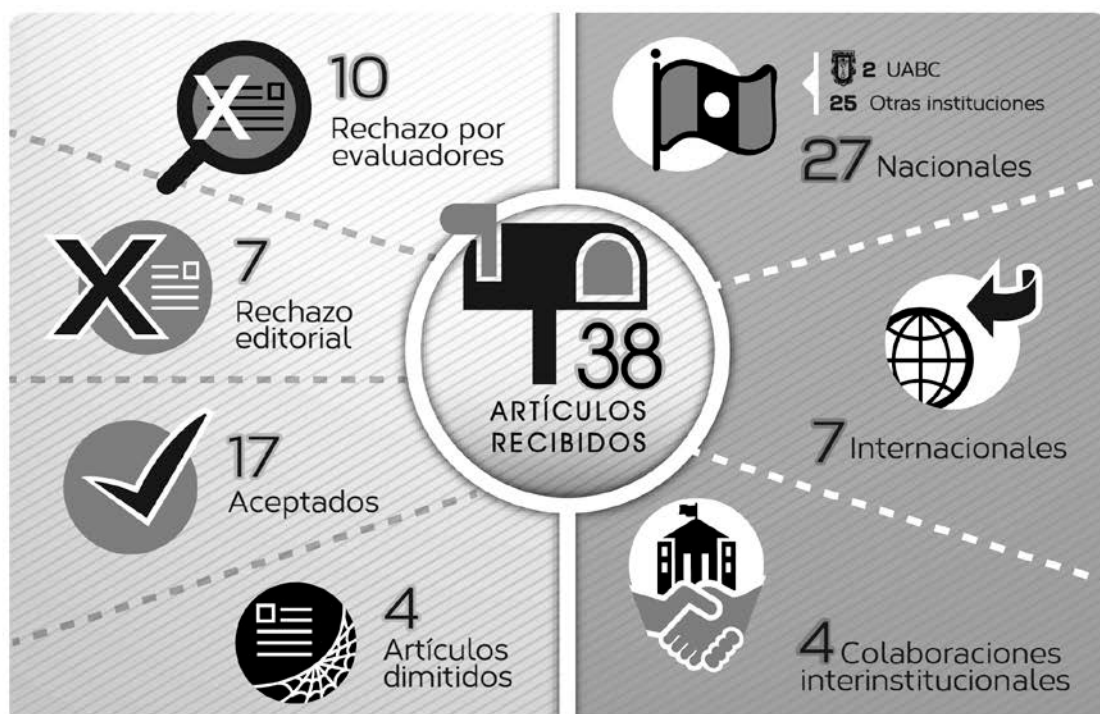 10
Rechazo por
evaluadores
7
Rechazo
editorial
17
Aceptados
4
Artículos
dimitidos
38
ARTÍCULOS
RECIBIDOS
2 UABC
25 Otras instituciones
27 Nacionales
7 Internacionales
4 Colaboraciones
interinstitucionales